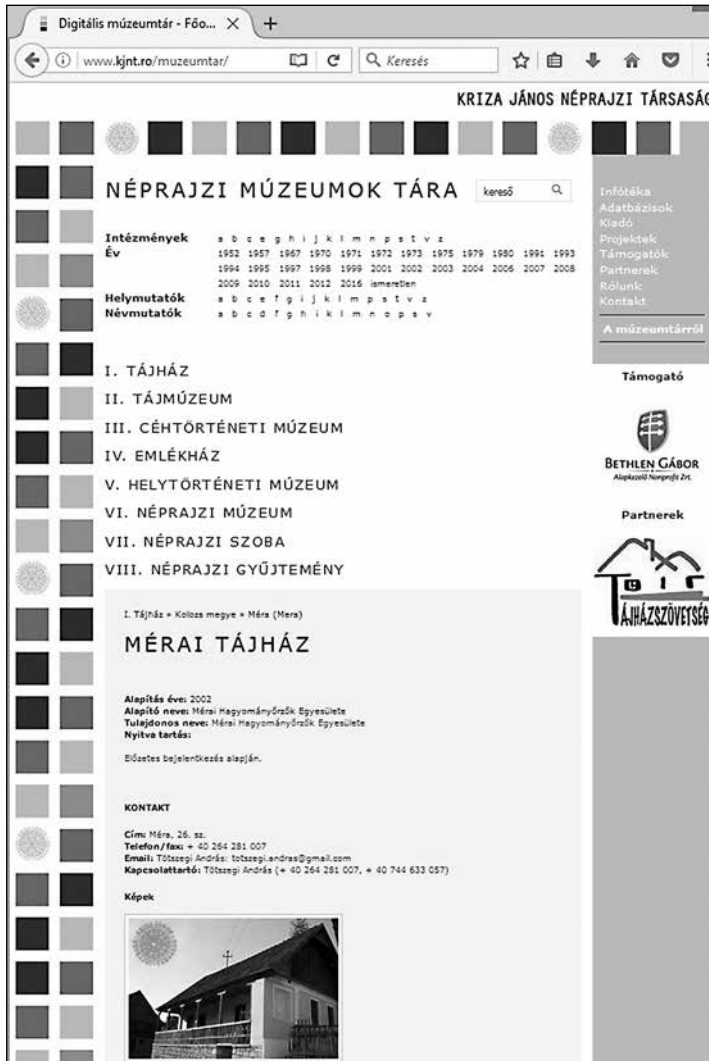 Digitális múzeumtár - Főo...
www.kjnt.ro/muzeumtar/
Keresés
KRIZA JÁNOS NÉPRAJZI TÁRSASÁG
NÉPRAJZI MÚZEUMOK TÁRA
kereső
Intézmények a b c e g h i j k l m n p s t v z
Év 1952 1957 1967 1970 1971 1972 1973 1975 1979 1980 1991 1993
1994 1995 1997 1998 1999 2001 2002 2003 2004 2006 2007 2008
2009 2010 2011 2012 2016 ismeretlen
Helymutatók a b c e f g i j k l m p s t v z
Névmutatók a b c d f g h i k l m n o p s v
Infótéka
Adatbázisok
Kiadó
Projektek
Támogatók
Partnerek
Rólunk
Kontakt
A múzeumtárról
Támogató
BETHLEN GÁBOR
Alapkezelő Nonprofit Zrt.
Partnerek
TÁJHÁZSZÖVETSÉG
I. TÁJHÁZ
II. TÁJMÚZEUM
III. CÉHTÖRTÉNETI MÚZEUM
IV. EMLÉKHÁZ
V. HELYTÖRTÉNETI MÚZEUM
VI. NÉPRAJZI MÚZEUM
VII. NÉPRAJZI SZOBA
VIII. NÉPRAJZI GYŰJTEMÉNY
I. Tájház » Kolozs megye » Méra (Mera)
MÉRAI TÁJHÁZ
Alapítás éve: 2002
Alapító neve: Mérai Hagyományőrzők Egyesülete
Tulajdonos neve: Mérai Hagyományőrzők Egyesülete
Nyitva tartás:
Előzetes bejelentkezés alapján.
KONTAKT
Cím: Méra, 26. sz.
Telefon/fax: + 40 264 281 007
Email: Tötszegi András: totszegi.andras@gmail.com
Kapcsolattartó: Tötszegi András (+ 40 264 281 007, + 40 744 633 057)
Képek